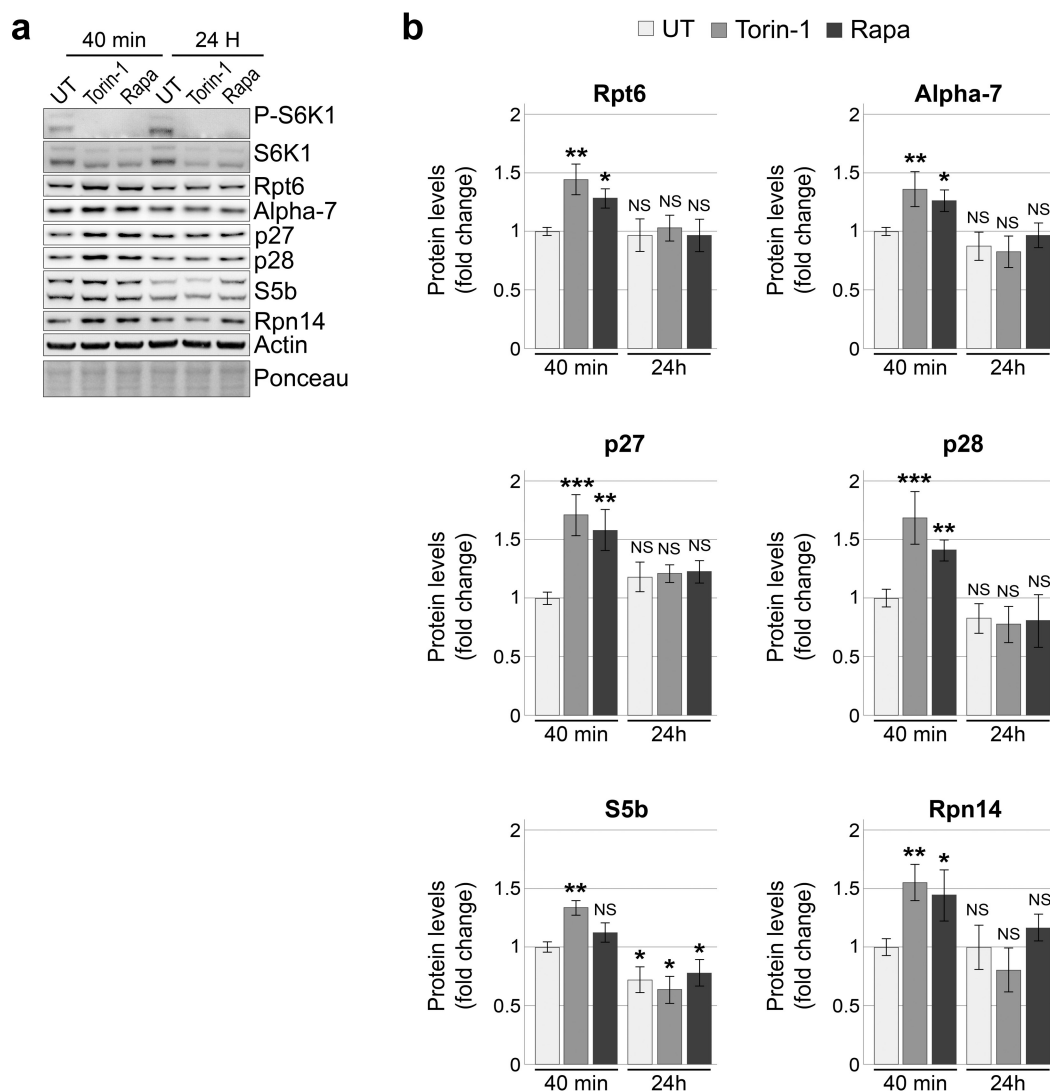 a
40 min 24 H
UT Torin-1 Rapa UT Torin-1 Rapa
P-S6K1
S6K1
Rpt6
Alpha-7
p27
p28
S5b
Rpn14
Actin
Ponceau
b
UT Torin-1 Rapa
Rpt6
Protein levels
(fold change)
2
1.5
1
0.5
0
** * NS NS NS
40 min 24h
Alpha-7
Protein levels
(fold change)
2
1.5
1
0.5
0
** * NS NS NS
40 min 24h
p27
Protein levels
(fold change)
2
1.5
1
0.5
0
*** ** NS NS NS
40 min 24h
p28
Protein levels
(fold change)
2
1.5
1
0.5
0
*** ** NS NS NS
40 min 24h
S5b
Protein levels
(fold change)
2
1.5
1
0.5
0
** NS * * *
40 min 24h
Rpn14
Protein levels
(fold change)
2
1.5
1
0.5
0
** * NS NS NS
40 min 24h